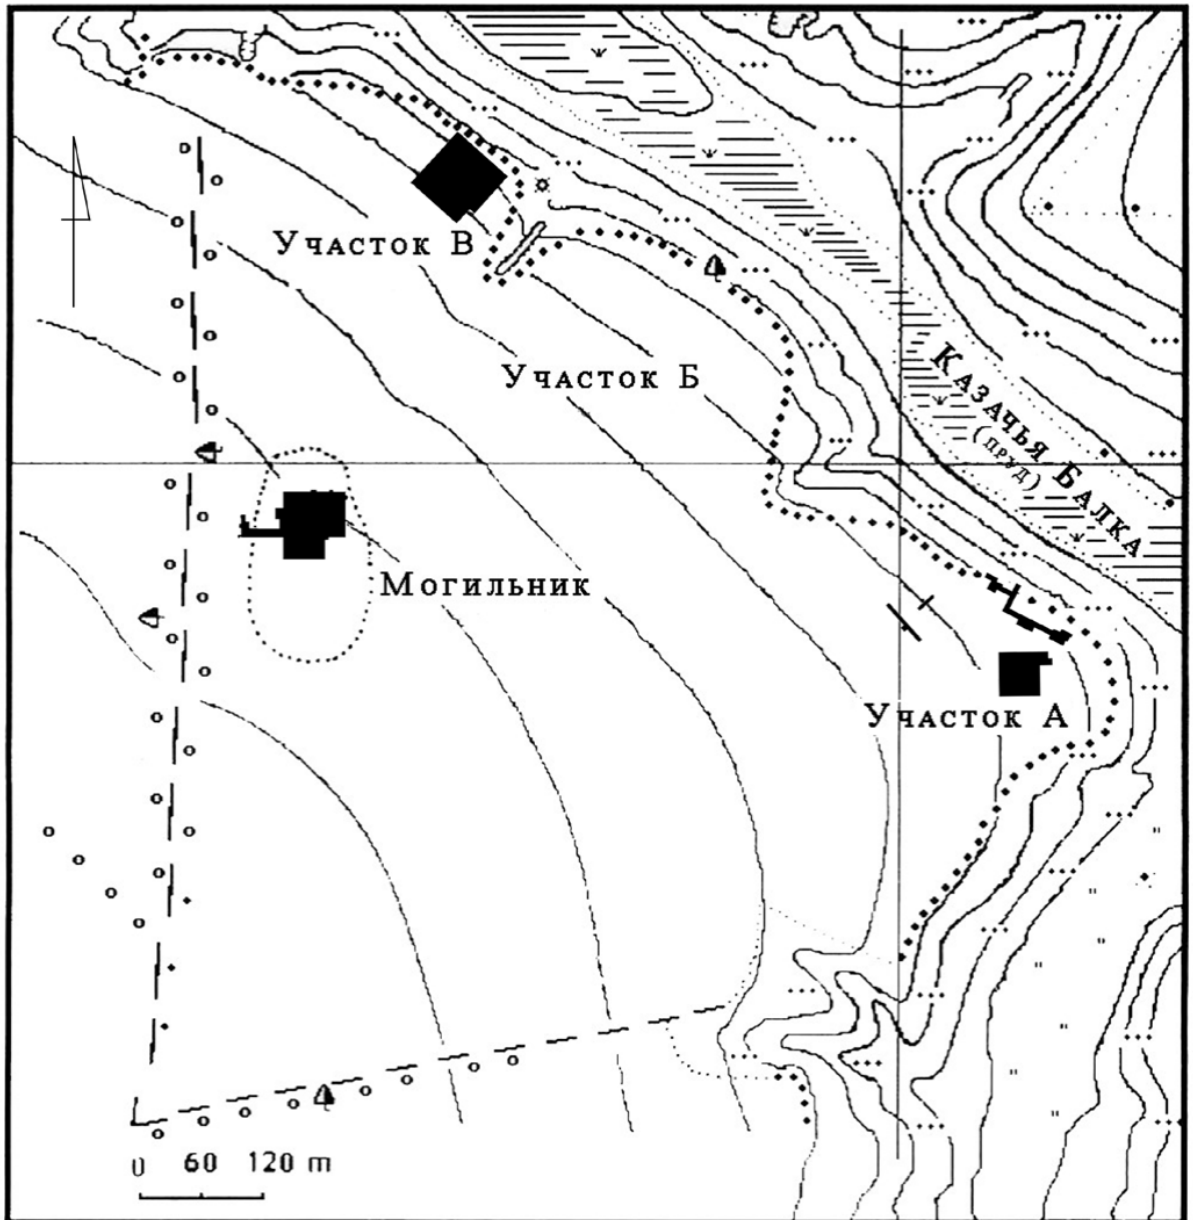 Участок В
Участок Б
Казачья Балка
(пруд)
Могильник
Участок А
0 60 120 m